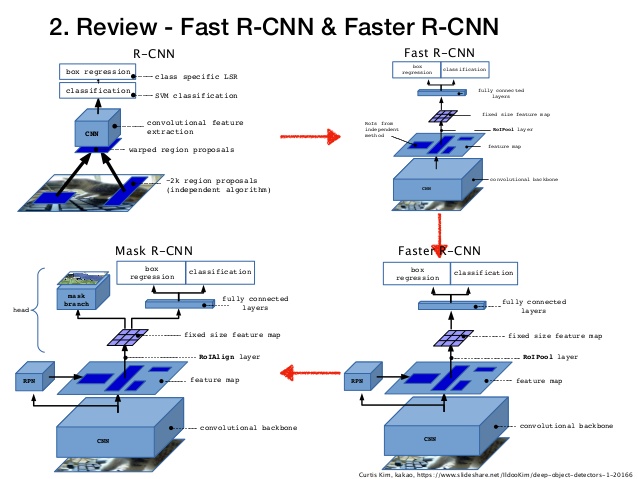 2. Review - Fast R-CNN & Faster R-CNN
R-CNN
box regression
class specific LSR
classification
SVM classification
CNN
convolutional feature
extraction
warped region proposals
~2k region proposals
(independent algorithm)
Fast R-CNN
box
regression
classification
fully connected
layers
fixed size feature map
RoIs from
independent
method
RoIPool layer
feature map
CNN
convolutional backbone
Mask R-CNN
box
regression
classification
head
mask
branch
fully connected
layers
fixed size feature map
RoIAlign layer
RPN
feature map
CNN
convolutional backbone
Faster R-CNN
box
regression
classification
fully connected
layers
fixed size feature map
RoIPool layer
RPN
feature map
CNN
convolutional backbone
Curtis Kim, kakao, https://www.slideshare.net/IldooKim/deep-object-detectors-1-20166